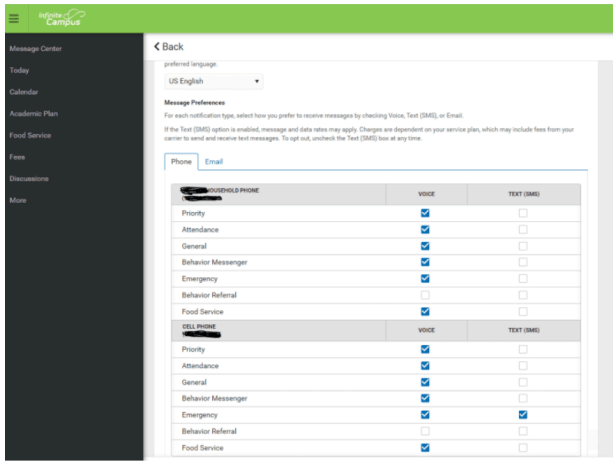 Infinite
Campus
Message Center
Today
Calendar
Academic Plan
Food Service
Fees
Discussions
More
Back
preferred language.
US English
Message Preferences
For each notification type, select how you prefer to receive messages by checking Voice, Text (SMS), or Email.
If the Text (SMS) option is enabled, message and data rates may apply. Charges are dependent on your service plan, which may include fees from your
carrier to send and receive text messages. To opt out, uncheck the Text (SMS) box at any time.
Phone Email
HOUSEHOLD PHONE VOICE TEXT (SMS)
Priority
Attendance
General
Behavior Messenger
Emergency
Behavior Referral
Food Service
CELL PHONE VOICE TEXT (SMS)
Priority
Attendance
General
Behavior Messenger
Emergency
Behavior Referral
Food Service